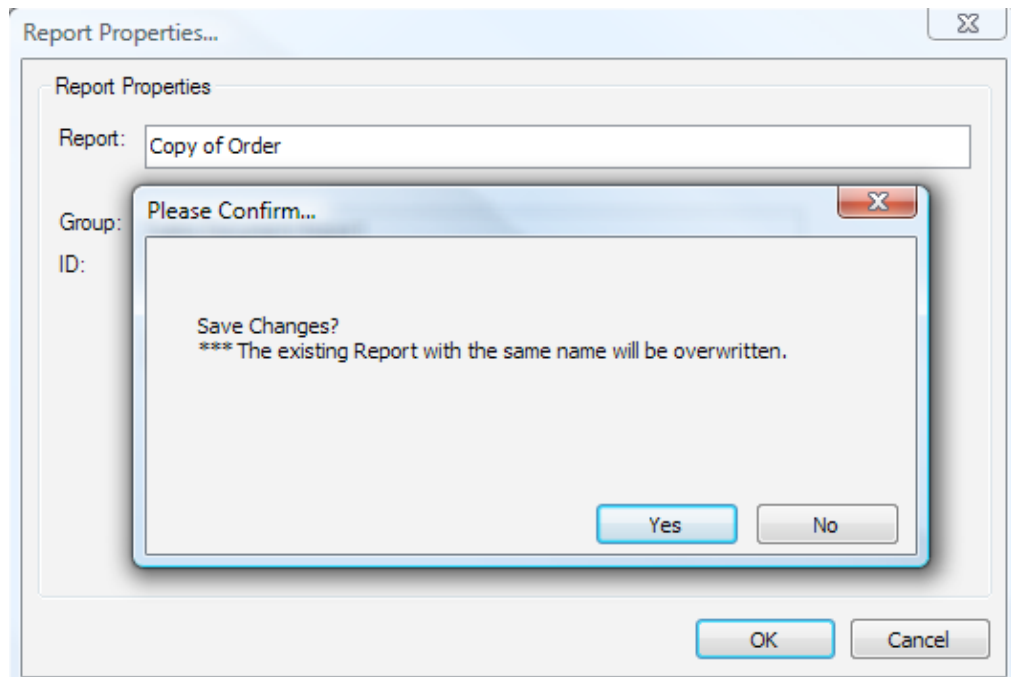 Report Properties...
Report Properties
Report:
Copy of Order
Group:
ID:
Please Confirm...
Save Changes?
*** The existing Report with the same name will be overwritten.
Yes
No
OK
Cancel